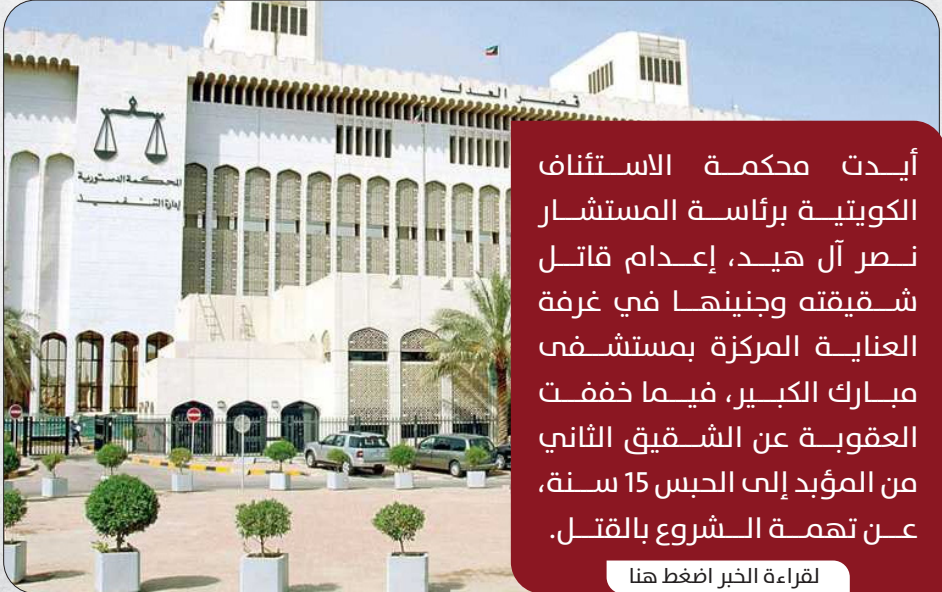 قصر العدل
المحكمة الدستورية
إدارة التنفيذ
أيدت محكمة الاستئناف
الكويتية برئاسة المستشار
نصر آل هيد، إعدام قاتل
شقيقته وجنينها في غرفة
العناية المركزة بمستشفى
مبارك الكبير، فيما خففت
العقوبة عن الشقيق الثاني
من المؤبد إلى الحبس 15 سنة،
عن تهمة الشروع بالقتل.
لقراءة الخبر اضغط هنا